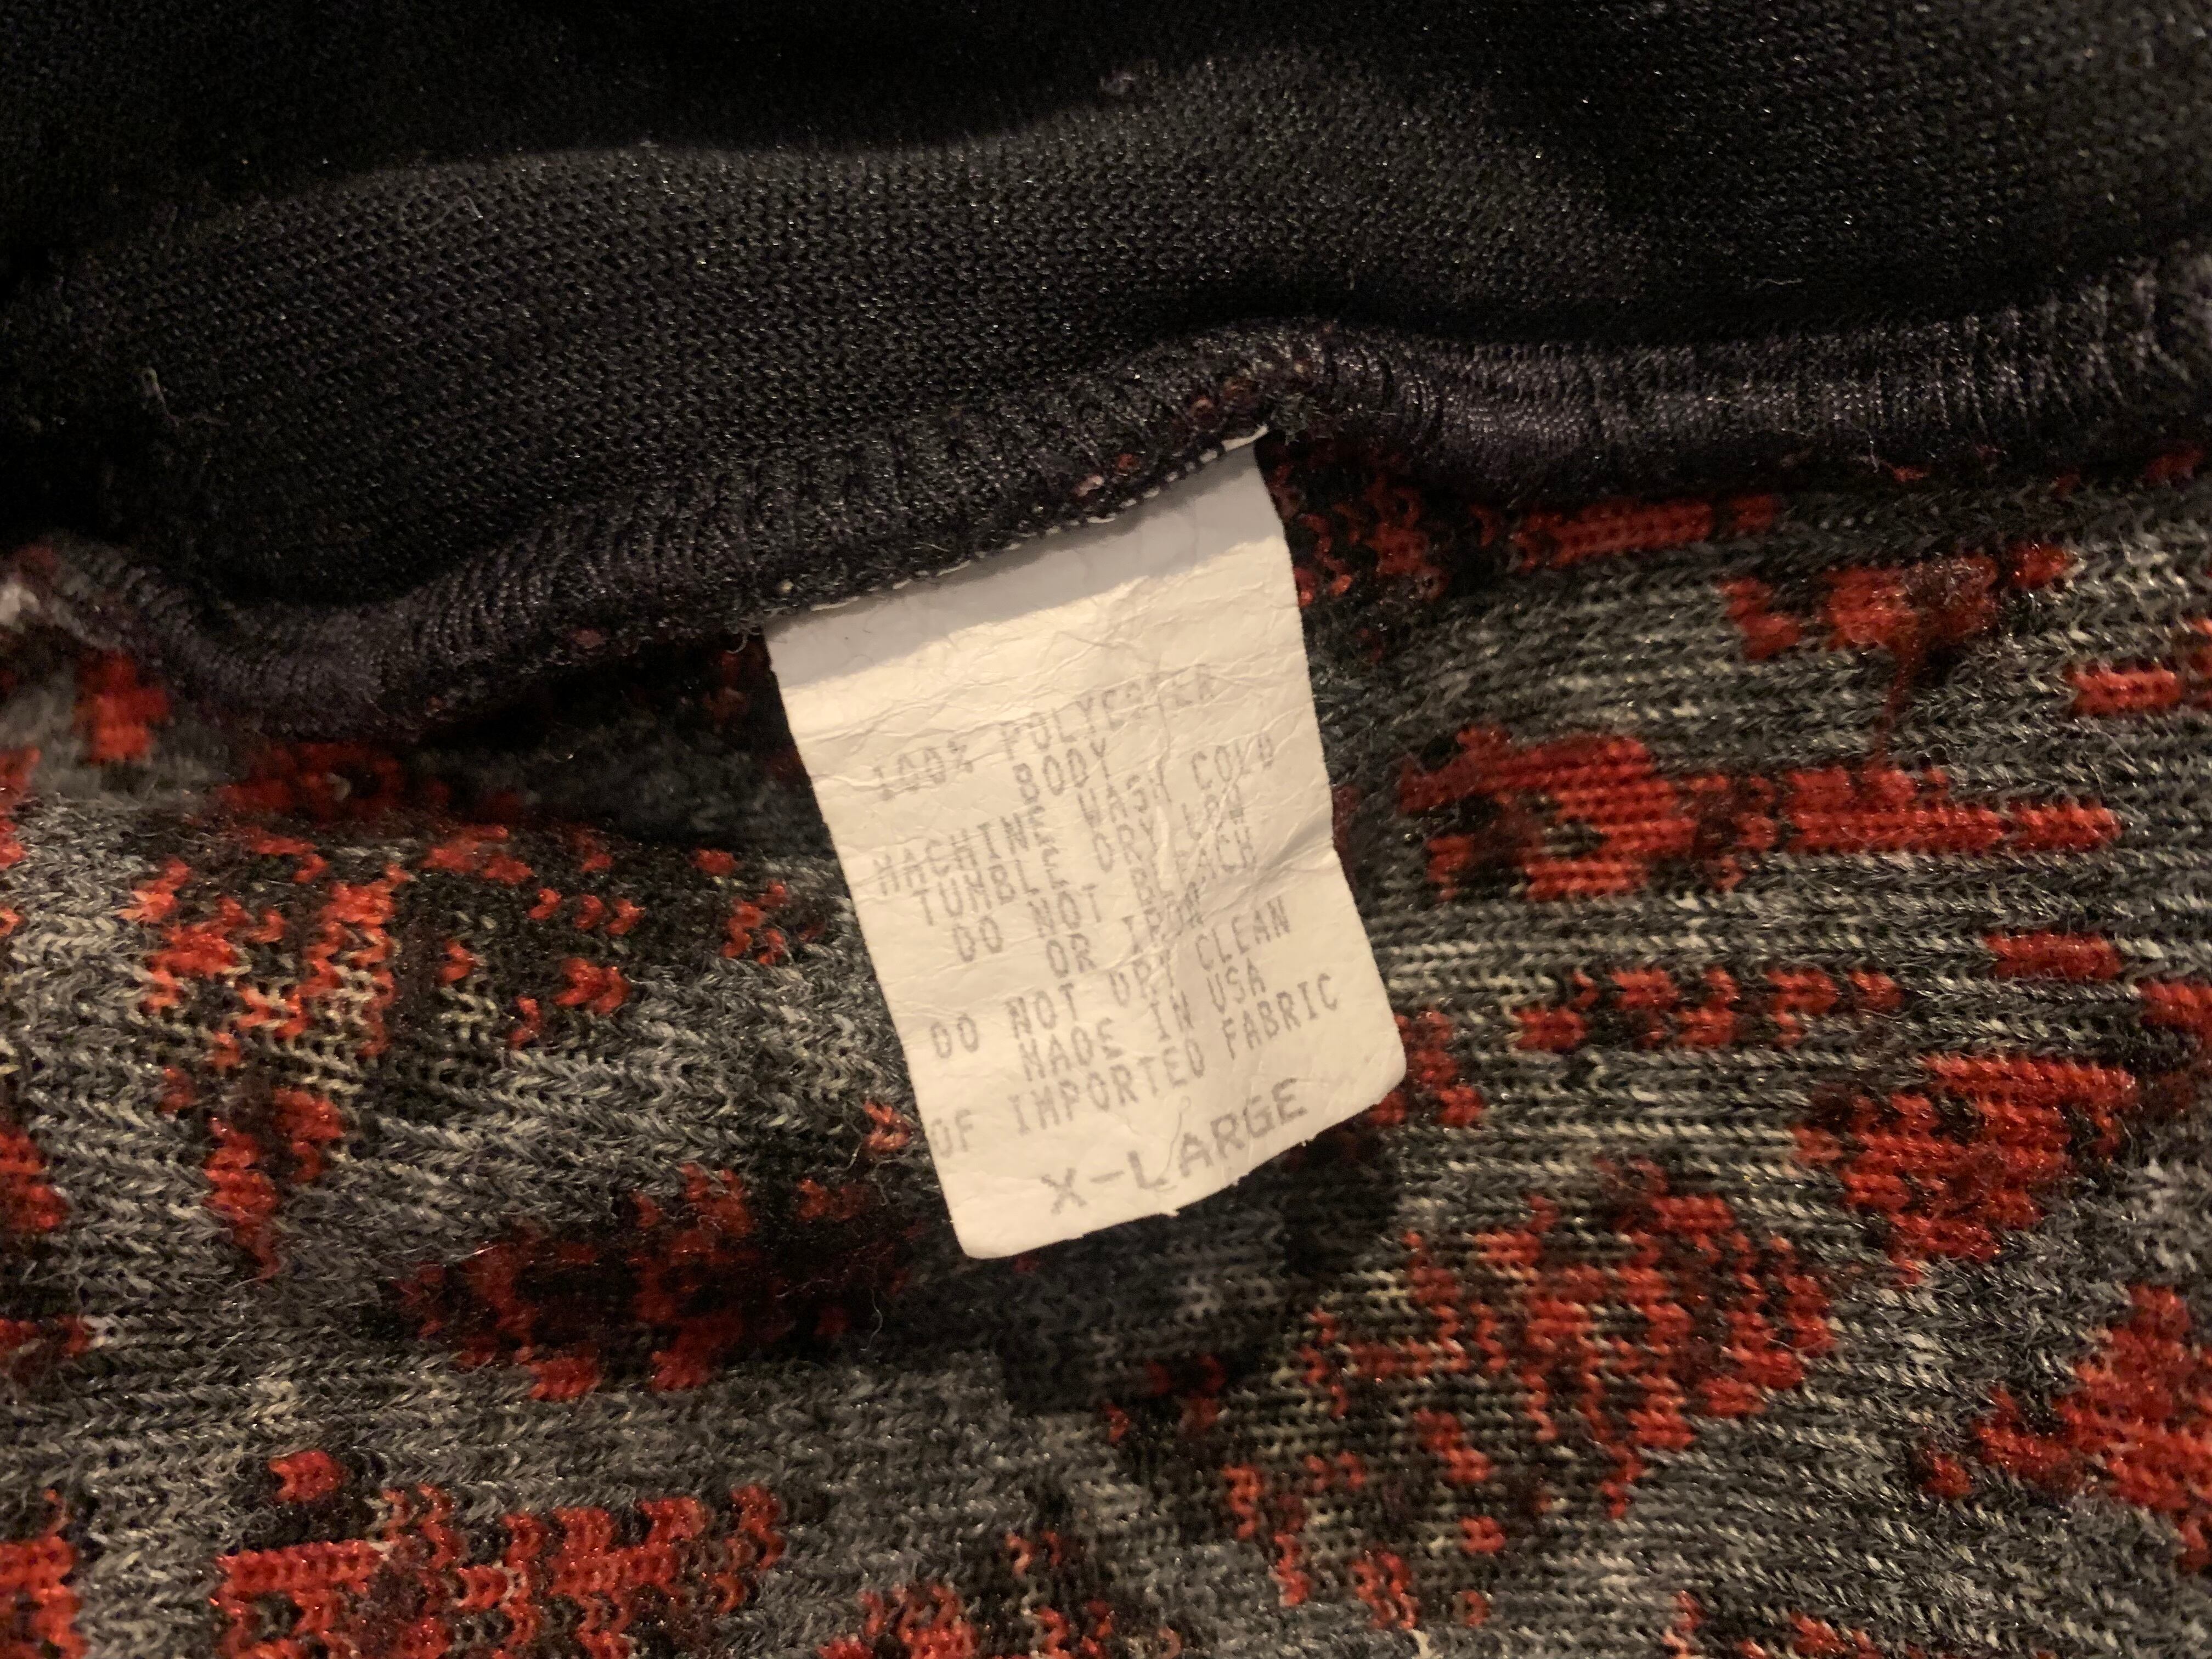 100% POLYESTER
BODY
MACHINE WASH COLD
TUMBLE DRY LOW
DO NOT BLEACH
OR IRON
DO NOT DRY CLEAN
MADE IN USA
OF IMPORTED FABRIC
X-LARGE